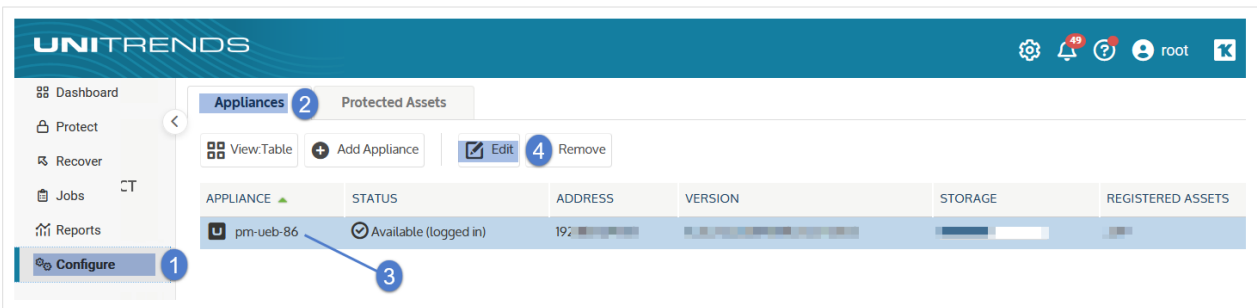 UNITRENDS
49
root
Dashboard
Protect
Recover
Jobs
CT
Reports
Configure 1
Appliances 2 Protected Assets
View:Table Add Appliance Edit 4 Remove
APPLIANCE STATUS ADDRESS VERSION STORAGE REGISTERED ASSETS
U pm-ueb-86 Available (logged in) 192
3